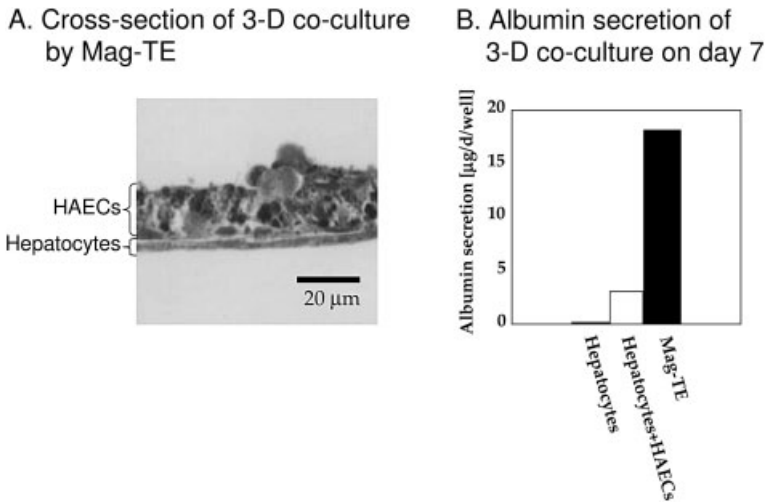 A. Cross-section of 3-D co-culture
by Mag-TE
HAECs
Hepatocytes
20 μm
B. Albumin secretion of
3-D co-culture on day 7
Albumin secretion [μg/d/well]
20
15
10
5
0
Hepatocytes
Hepatocytes+HAECs
Mag-TE